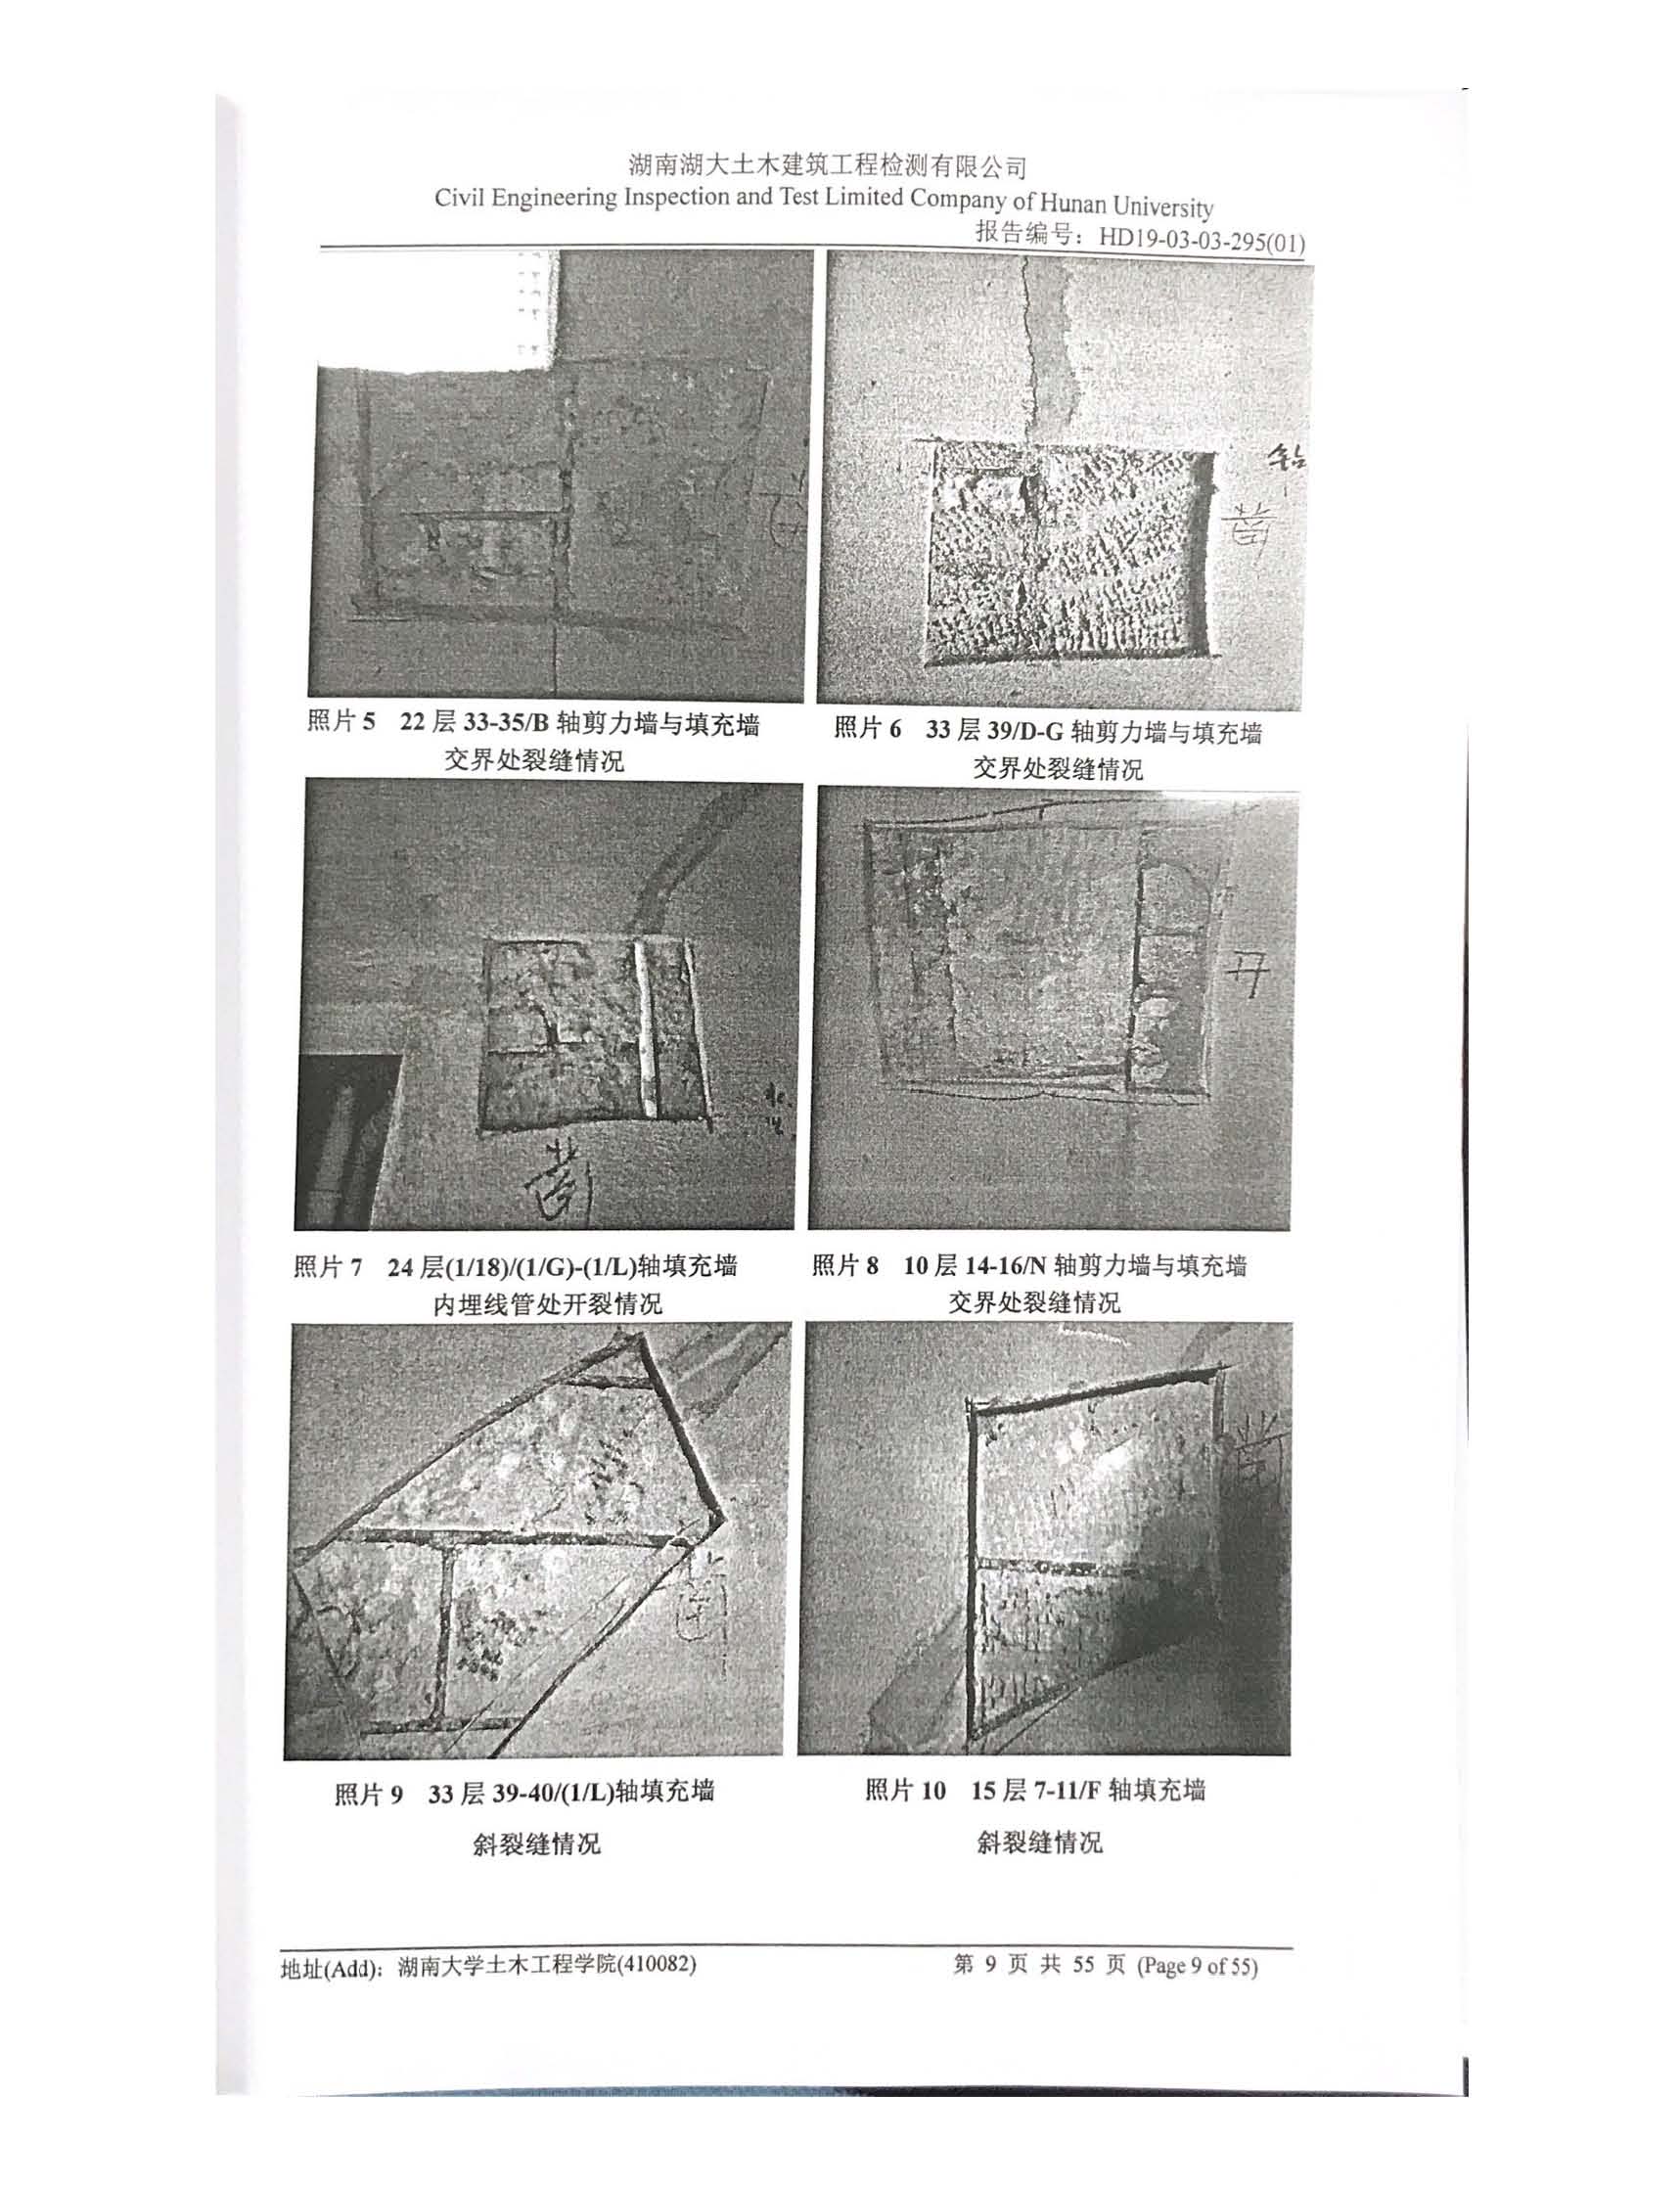 湖南湖大土木建筑工程检测有限公司
Civil Engineering Inspection and Test Limited Company of Hunan University
报告编号：HD19-03-03-295(01)
照片 5 22 层 33-35/B 轴剪力墙与填充墙
交界处裂缝情况
照片 6 33 层 39/D-G 轴剪力墙与填充墙
交界处裂缝情况
照片 7 24 层(1/18)/(1/G)-(1/L)轴填充墙
内埋线管处开裂情况
照片 8 10 层 14-16/N 轴剪力墙与填充墙
交界处裂缝情况
照片 9 33 层 39-40/(1/L)轴填充墙
斜裂缝情况
照片 10 15 层 7-11/F 轴填充墙
斜裂缝情况
地址(Add)：湖南大学土木工程学院(410082)
第 9 页 共 55 页 (Page 9 of 55)